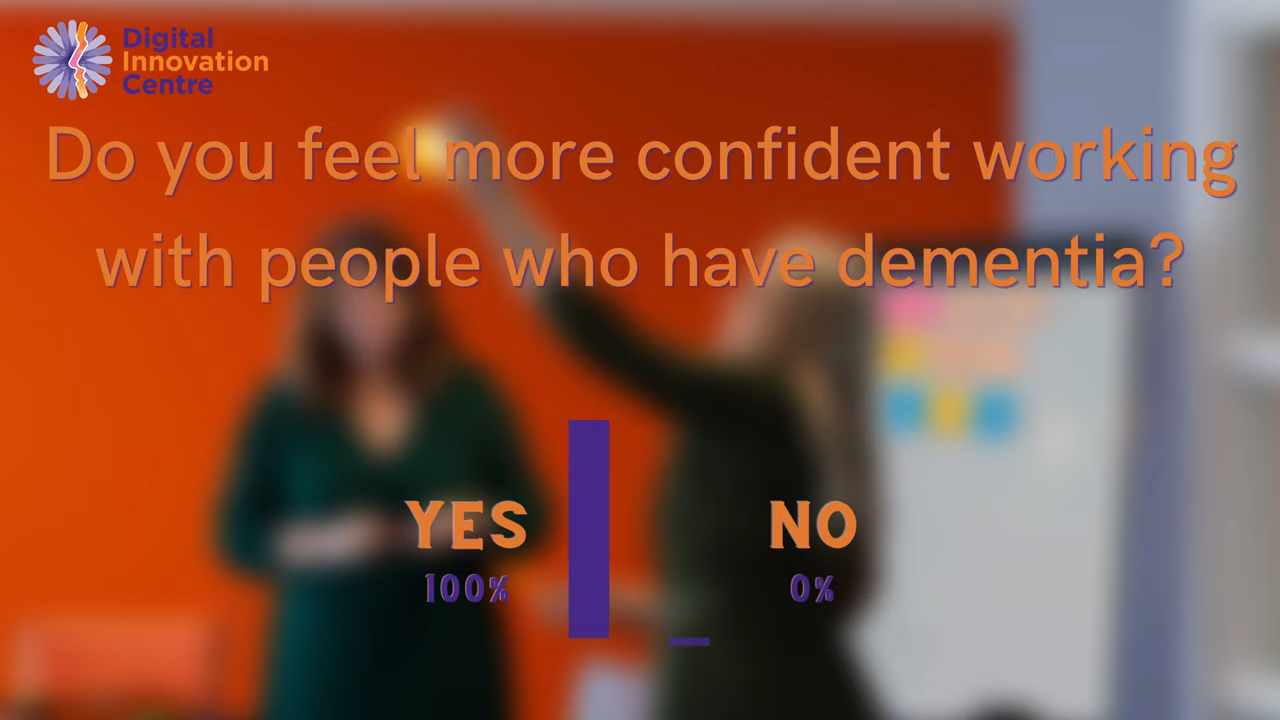 Digital
Innovation
Centre
Do you feel more confident working
with people who have dementia?
YES
NO
100%
0%